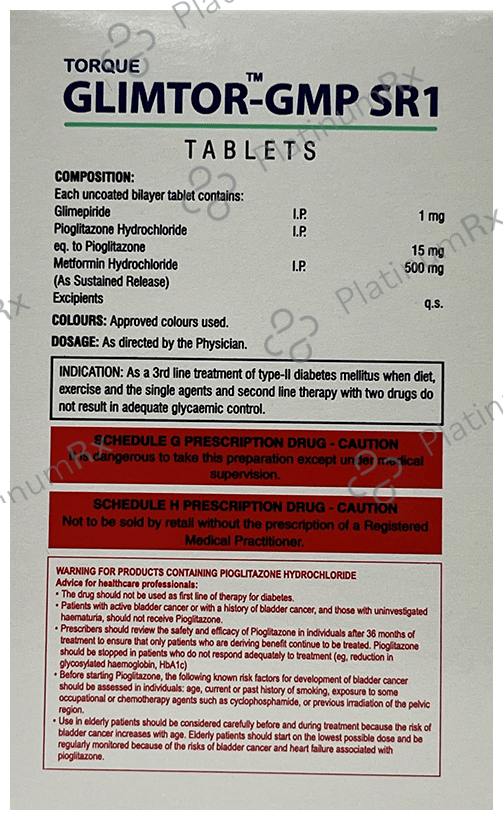 TORQUE
GLIMTOR™-GMP SR1
TABLETS
COMPOSITION:
Each uncoated bilayer tablet contains:
Glimepiride I.P. 1 mg
Pioglitazone Hydrochloride I.P.
eq. to Pioglitazone 15 mg
Metformin Hydrochloride I.P. 500 mg
(As Sustained Release)
Excipients q.s.
COLOURS: Approved colours used.
DOSAGE: As directed by the Physician.
INDICATION: As a 3rd line treatment of type-II diabetes mellitus when diet,
exercise and the single agents and second line therapy with two drugs do
not result in adequate glycaemic control.
SCHEDULE G PRESCRIPTION DRUG - CAUTION
It is dangerous to take this preparation except under medical
supervision.
SCHEDULE H PRESCRIPTION DRUG - CAUTION
Not to be sold by retail without the prescription of a Registered
Medical Practitioner.
WARNING FOR PRODUCTS CONTAINING PIOGLITAZONE HYDROCHLORIDE
Advice for healthcare professionals:
• The drug should not be used as first line of therapy for diabetes.
• Patients with active bladder cancer or with a history of bladder cancer, and those with uninvestigated
haematuria, should not receive Pioglitazone.
• Prescribers should review the safety and efficacy of Pioglitazone in individuals after 36 months of
treatment to ensure that only patients who are deriving benefit continue to be treated. Pioglitazone
should be stopped in patients who do not respond adequately to treatment (eg, reduction in
glycosylated haemoglobin, HbA1c)
• Before starting Pioglitazone, the following known risk factors for development of bladder cancer
should be assessed in individuals: age, current or past history of smoking, exposure to some
occupational or chemotherapy agents such as cyclophosphamide, or previous irradiation of the pelvic
region.
• Use in elderly patients should be considered carefully before and during treatment because the risk of
bladder cancer increases with age. Elderly patients should start on the lowest possible dose and be
regularly monitored because of the risks of bladder cancer and heart failure associated with
pioglitazone.
PlatinumRx
PlatinumRx
PlatinumRx
PlatinumRx